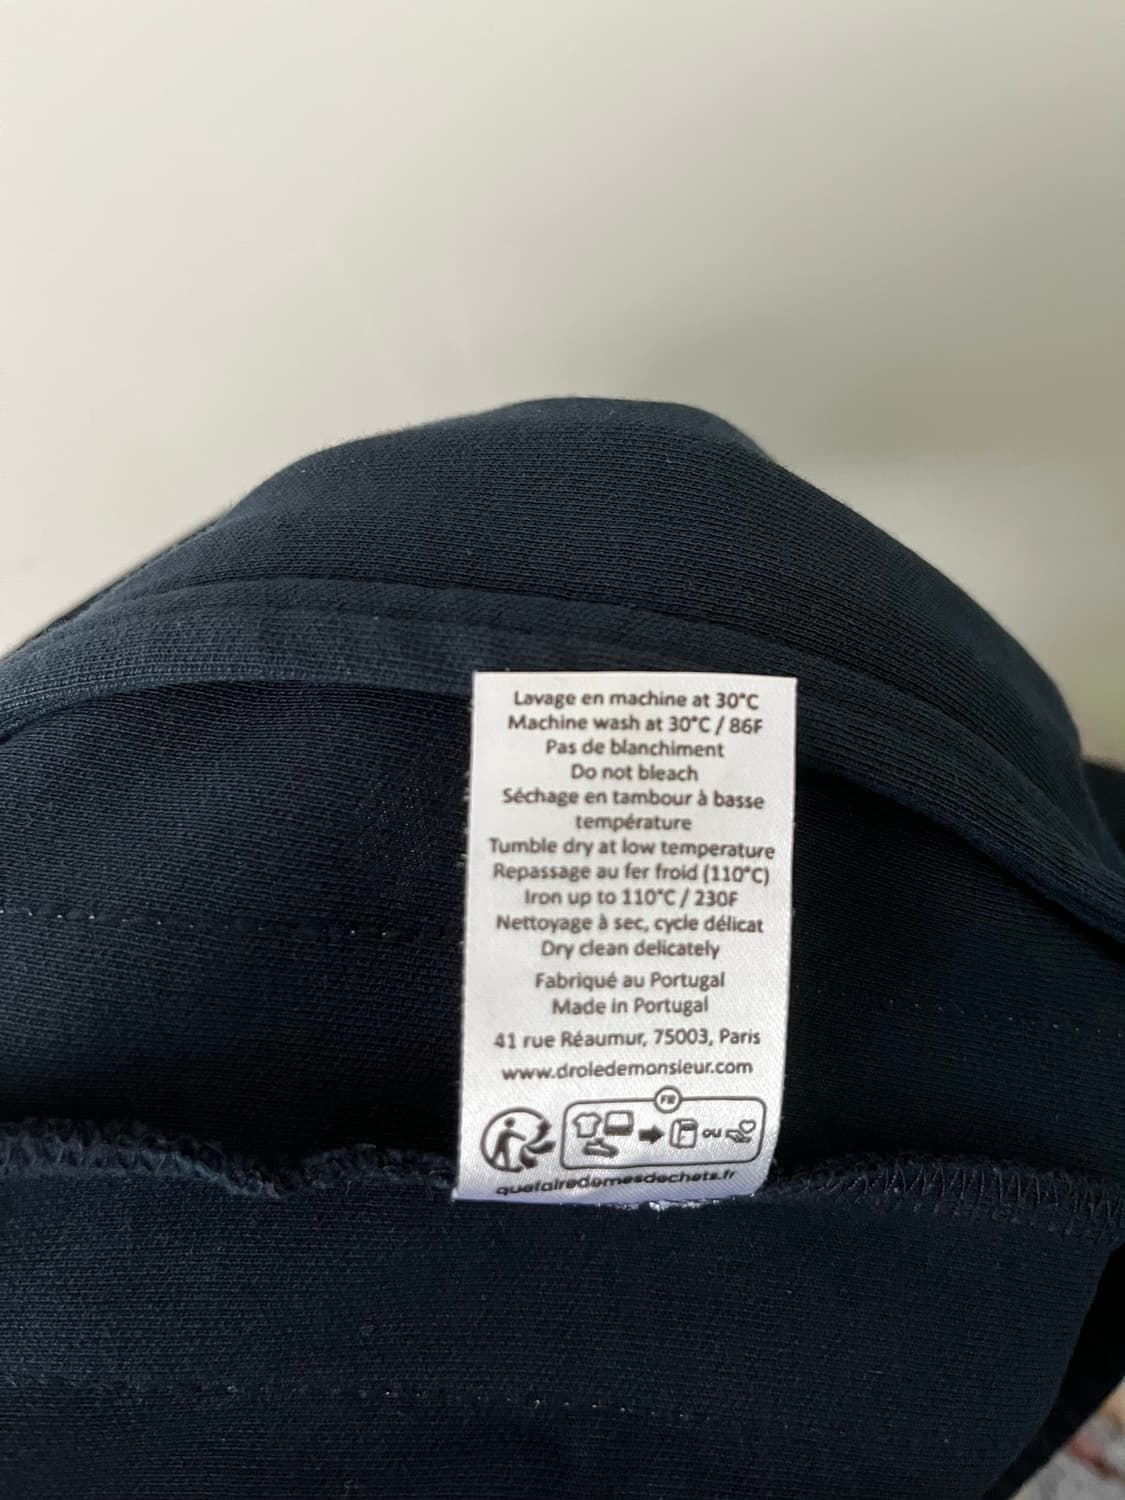 Lavage en machine at 30°C
Machine wash at 30°C / 86F
Pas de blanchiment
Do not bleach
Séchage en tambour à basse
température
Tumble dry at low temperature
Repassage au fer froid (110°C)
Iron up to 110°C / 230F
Nettoyage à sec, cycle délicat
Dry clean delicately
Fabriqué au Portugal
Made in Portugal
41 rue Réaumur, 75003, Paris
www.droledemonsieur.com
FR
ou
quefairedemesdechets.fr